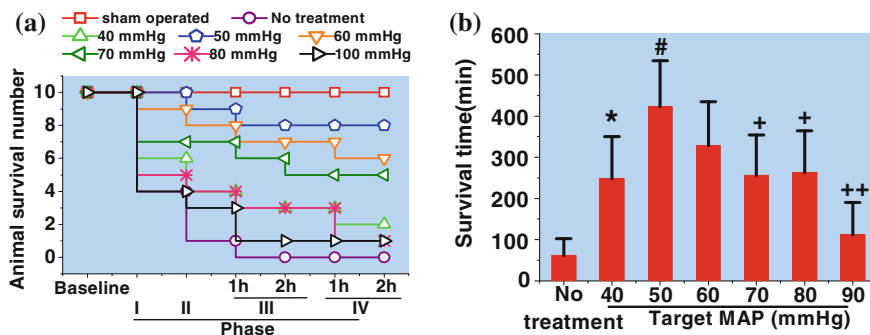 (a)
sham operated No treatment
40 mmHg 50 mmHg 60 mmHg
70 mmHg 80 mmHg 100 mmHg
Animal survival number
10
8
6
4
2
0
Baseline
I II 1h 2h 1h 2h
III IV
Phase
(b)
Survival time(min)
600
500
400
300
200
100
0
* # + + ++
No treatment
40 50 60 70 80 90
Target MAP (mmHg)